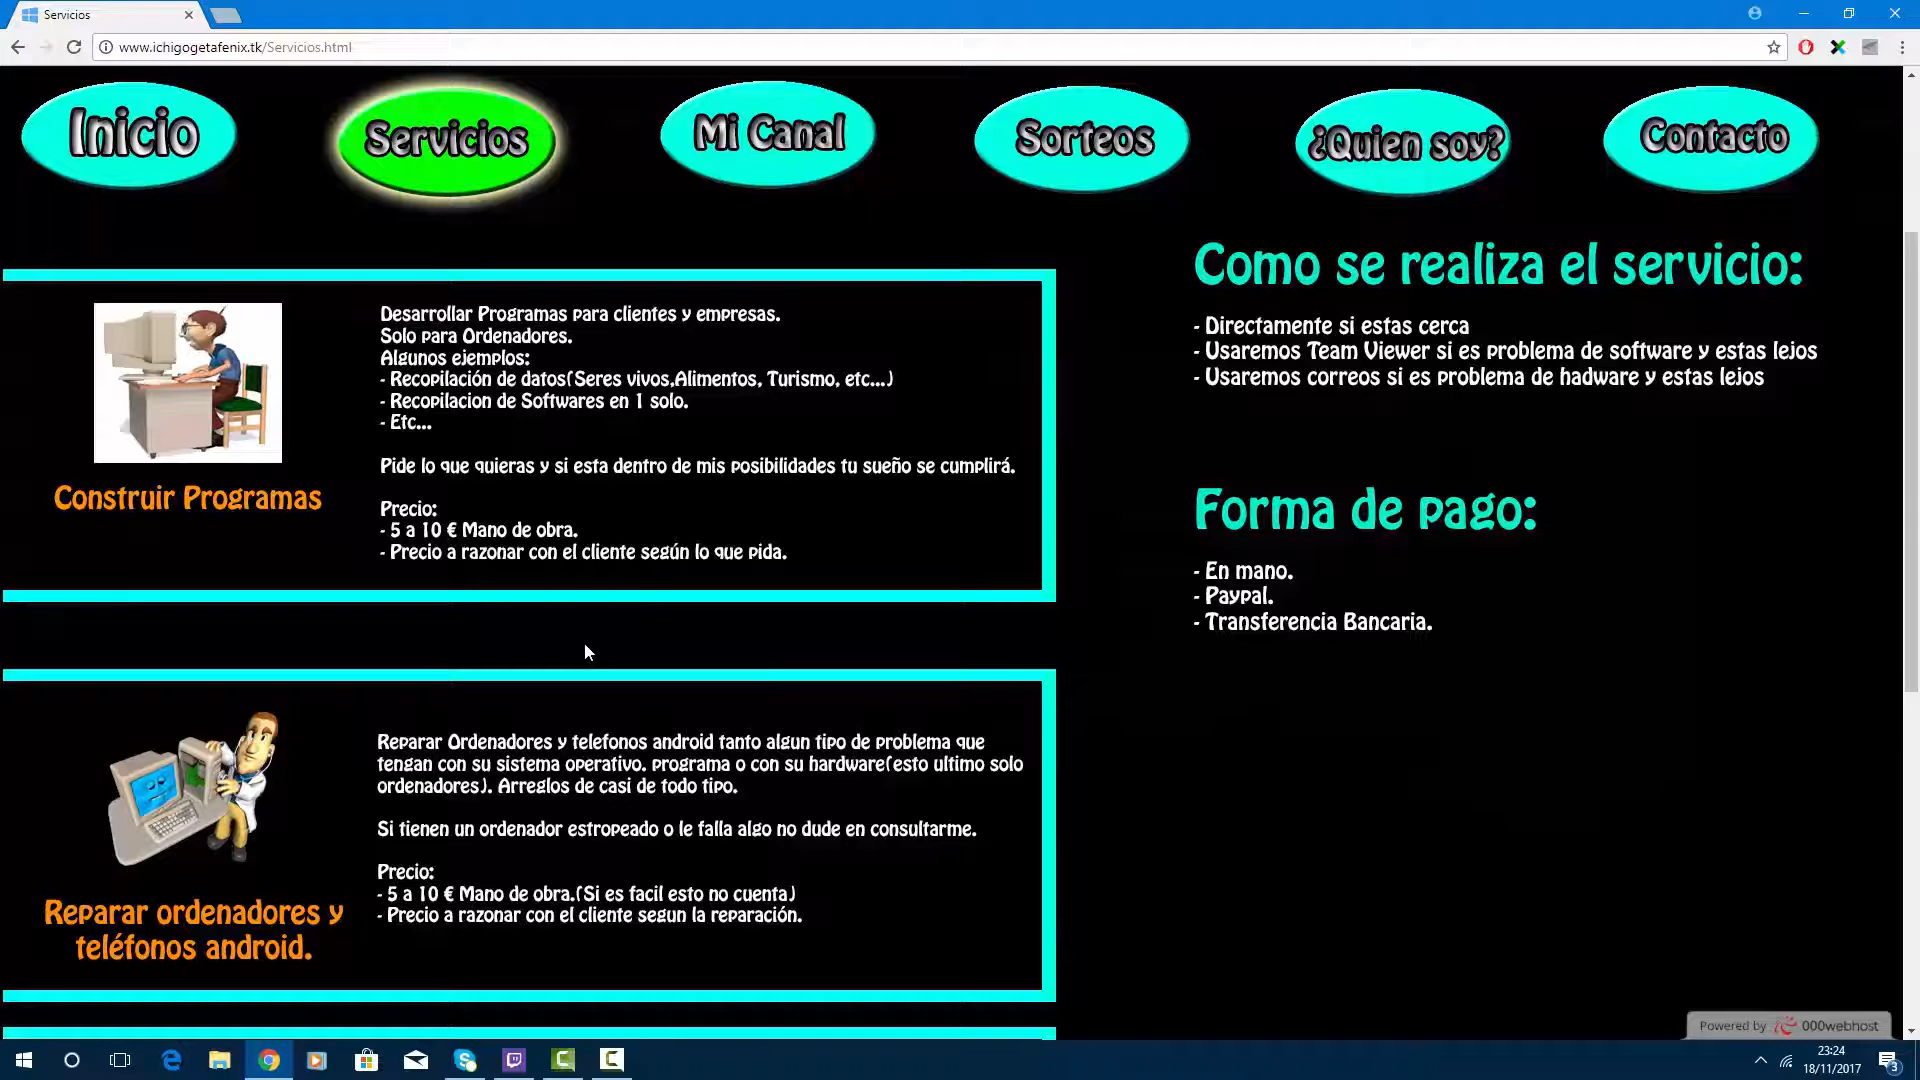 Servicios
www.ichigogetafenix.tk/Servicios.html
Inicio
Servicios
Mi Canal
Sorteos
¿Quien soy?
Contacto
Desarrollar Programas para clientes y empresas.
Solo para Ordenadores.
Algunos ejemplos:
- Recopilación de datos(Seres vivos,Alimentos, Turismo, etc...)
- Recopilacion de Softwares en 1 solo.
- Etc...
Pide lo que quieras y si esta dentro de mis posibilidades tu sueño se cumplirá.
Precio:
- 5 a 10 € Mano de obra.
- Precio a razonar con el cliente según lo que pida.
Construir Programas
Reparar Ordenadores y telefonos android tanto algun tipo de problema que
tengan con su sistema operativo. programa o con su hardware(esto ultimo solo
ordenadores). Arreglos de casi de todo tipo.
Si tienen un ordenador estropeado o le falla algo no dude en consultarme.
Precio:
- 5 a 10 € Mano de obra.(Si es facil esto no cuenta)
- Precio a razonar con el cliente segun la reparación.
Reparar ordenadores y
teléfonos android.
Como se realiza el servicio:
- Directamente si estas cerca
- Usaremos Team Viewer si es problema de software y estas lejos
- Usaremos correos si es problema de hadware y estas lejos
Forma de pago:
- En mano.
- Paypal.
- Transferencia Bancaria.
Powered by 000webhost
23:24
18/11/2017
3